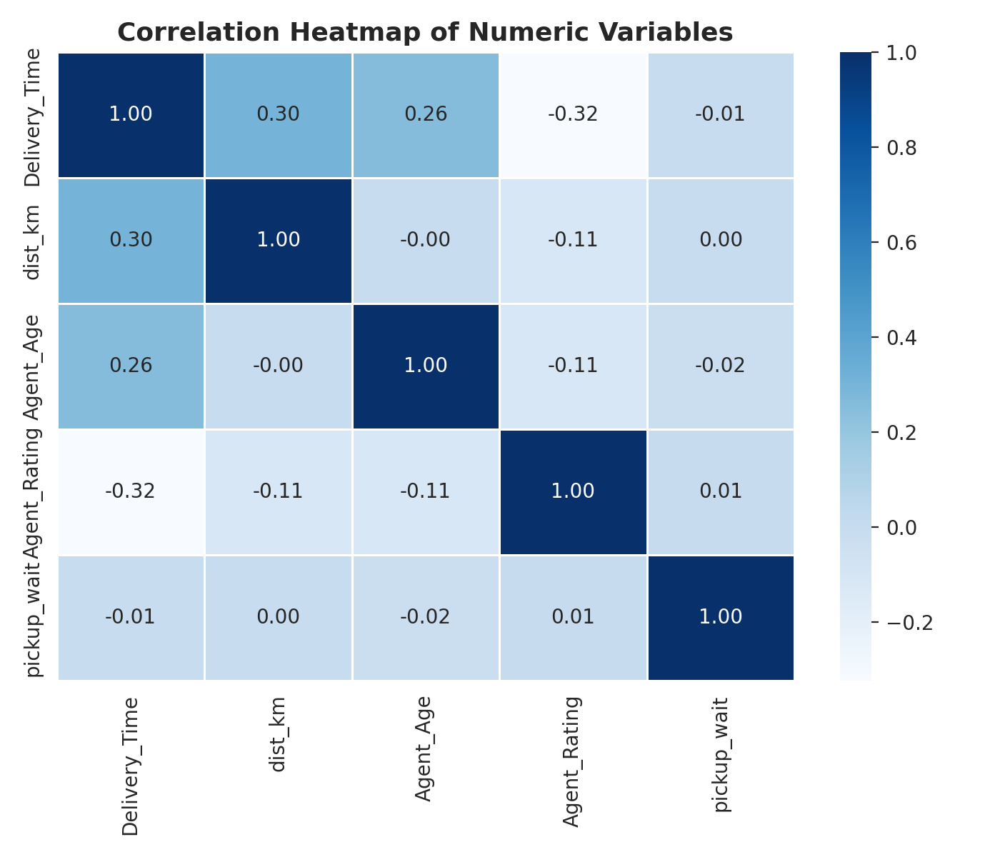 Correlation Heatmap of Numeric Variables
Delivery_Time 1.00 0.30 0.26 -0.32 -0.01
dist_km 0.30 1.00 -0.00 -0.11 0.00
Agent_Age 0.26 -0.00 1.00 -0.11 -0.02
Agent_Rating -0.32 -0.11 -0.11 1.00 0.01
pickup_wait -0.01 0.00 -0.02 0.01 1.00
Delivery_Time dist_km Agent_Age Agent_Rating pickup_wait
1.0
0.8
0.6
0.4
0.2
0.0
−0.2